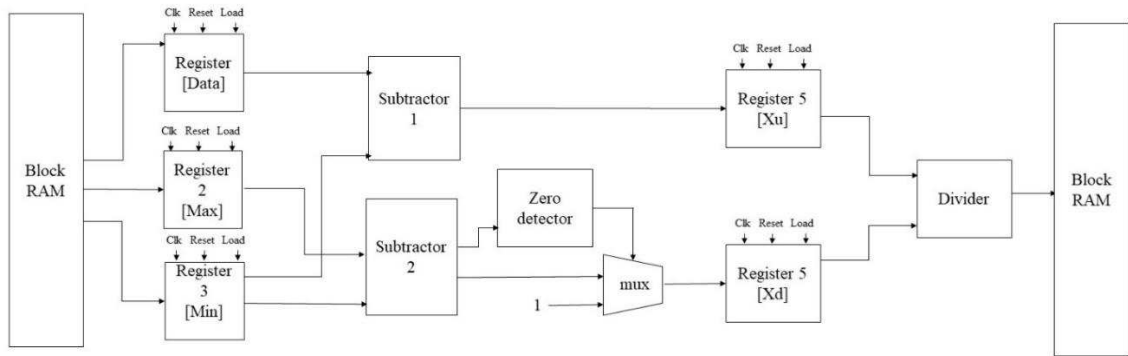 Block
RAM
Clk Reset Load
Register
[Data]
Clk Reset Load
Register
2
[Max]
Clk Reset Load
Register
3
[Min]
Subtractor
1
Subtractor
2
Zero
detector
mux
1
Clk Reset Load
Register 5
[Xu]
Clk Reset Load
Register 5
[Xd]
Divider
Block
RAM